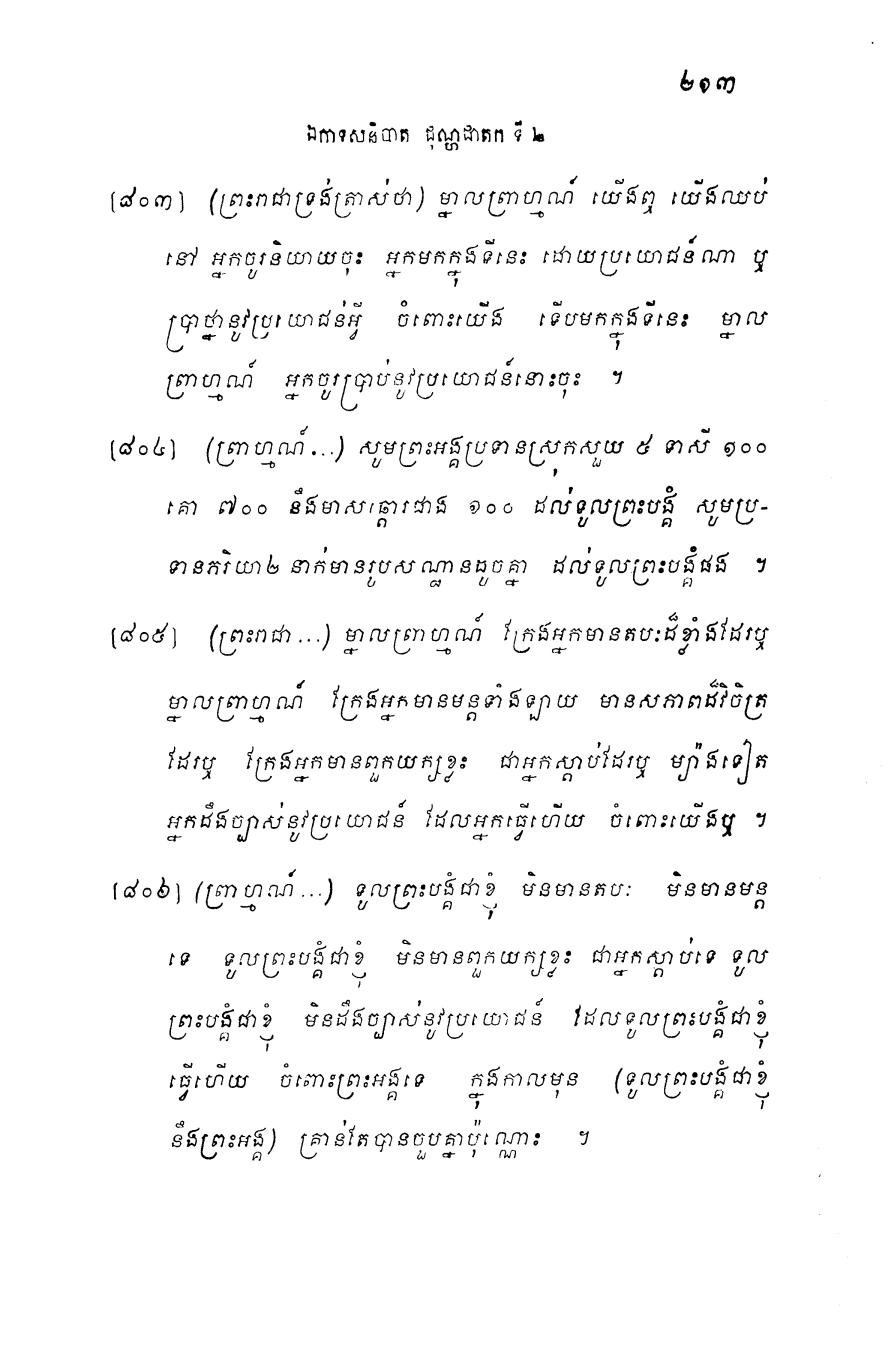 ២១៣
ឯកាទសនិបាត ជុណ្ហជាតក ទី ២
[៨០៣] (ព្រះរាជាទ្រង់ត្រាស់ថា) ម្នាលព្រាហ្មណ៍ យើងឮ យើងឈប់
នៅ អ្នកចូរនិយាយចុះ អ្នកមកក្នុងទីនេះ ដោយប្រយោជន៍ណា ឬ
ប្រាថ្នានូវប្រយោជន់អ្វី ចំពោះយើង ទើបមកក្នុងទីនេះ ម្នាល
ព្រាហ្មណ៍ អ្នកចូរប្រាប់នូវប្រយោជន៍នោះចុះ ។
[៨០៤] (ព្រាហ្មណ៍...) សូមព្រះអង្គប្រទានស្រុកសួយ ៥ ទាសី ១០០
គោ ៧០០ នឹងមាសផ្តោរជាង ១០០ ដល់ទូលព្រះបង្គំ សូមប្រ-
ទានភរិយា២ នាក់មានរូបសណ្ឋានដូចគ្នា ដល់ទូលព្រះបង្គំផង ។
[៨០៥] (ព្រះរាជា...) ម្នាលព្រាហ្មណ៍ ក្រែងអ្នកមានតបៈដ៏ខ្លាំងដែរឬ
ម្នាលព្រាហ្មណ៍ ក្រែងអ្នកមានមន្តទាំងឡាយ មានសភាពដ៏វិចិត្រ
ដែរឬ ក្រែងអ្នកមានពួកយក្សខ្លះ ជាអ្នកស្តាប់ដែរឬ ម្យ៉ាងទៀត
អ្នកដឹងច្បាស់នូវប្រយោជន៍ ដែលអ្នកធ្វើហើយ ចំពោះយើងឬ ។
[៨០៦] (ព្រាហ្មណ៍...) ទូលព្រះបង្គំជាខ្ញុំ មិនមានតបៈ មិនមានមន្ត
ទេ ទូលព្រះបង្គំជាខ្ញុំ មិនមានពួកយក្សខ្លះ ជាអ្នកស្តាប់ទេ ទូល
ព្រះបង្គំជាខ្ញុំ មិនដឹងច្បាស់នូវប្រយោជន៍ ដែលទូលព្រះបង្គំជាខ្ញុំ
ធ្វើហើយ ចំពោះព្រះអង្គទេ ក្នុងកាលមុន (ទូលព្រះបង្គំជាខ្ញុំ
នឹងព្រះអង្គ) គ្រាន់តែបានចួបគ្នាប៉ុណ្ណោះ ។